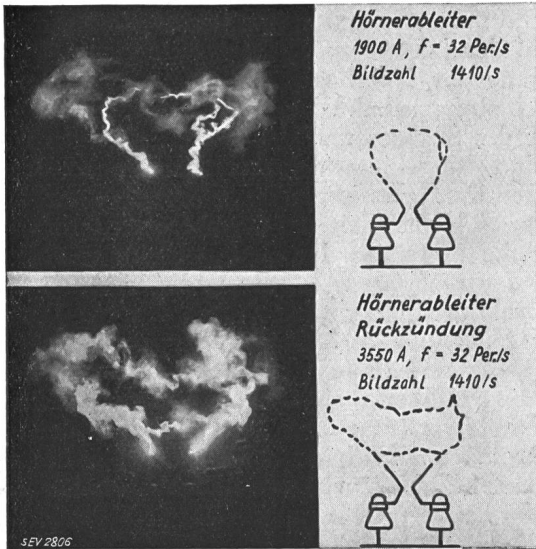 Hörnerableiter
1900 A, f = 32 Per./s
Bildzahl 1410/s
Hörnerableiter
Rückzündung
3550 A, f = 32 Per./s
Bildzahl 1410/s
SEV 2806